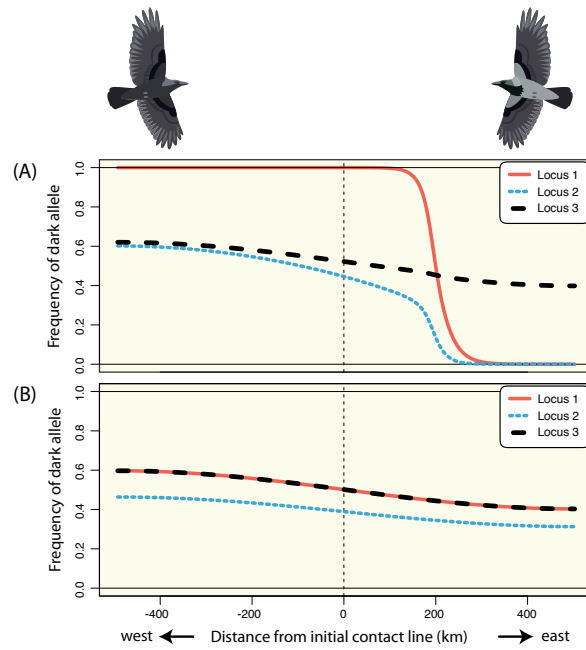 (A)
Frequency of dark allele
1.0
0.8
0.6
0.4
0.2
0.0
Locus 1
Locus 2
Locus 3
(B)
Frequency of dark allele
1.0
0.8
0.6
0.4
0.2
0.0
Locus 1
Locus 2
Locus 3
-400 -200 0 200 400
west Distance from initial contact line (km) east